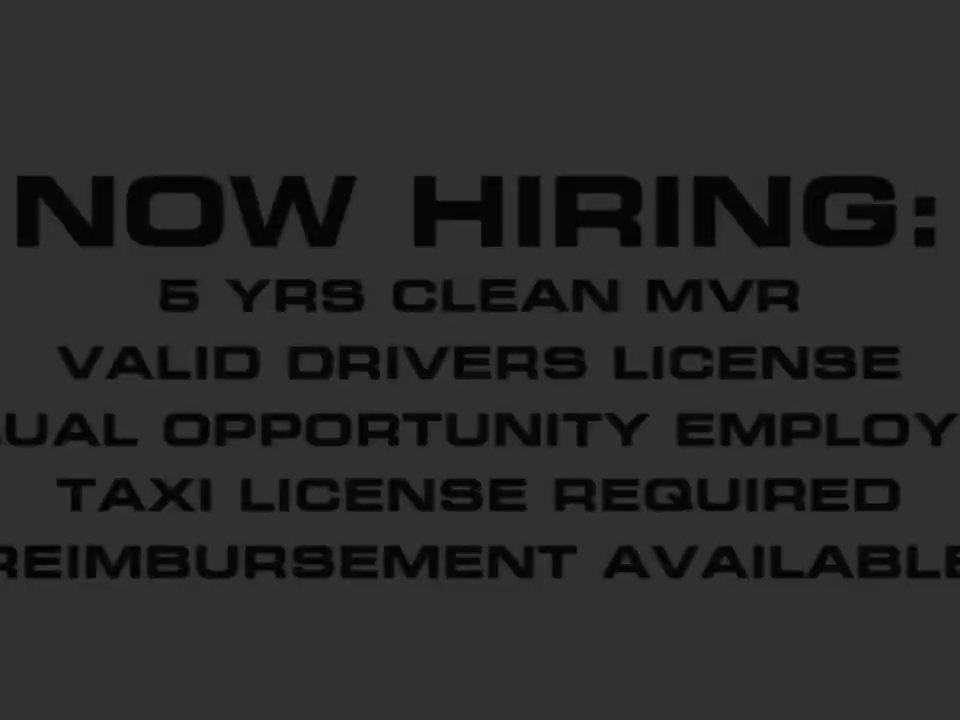 NOW HIRING:
5 YRS CLEAN MVR
VALID DRIVERS LICENSE
UAL OPPORTUNITY EMPLOY
TAXI LICENSE REQUIRED
REIMBURSEMENT AVAILABLE